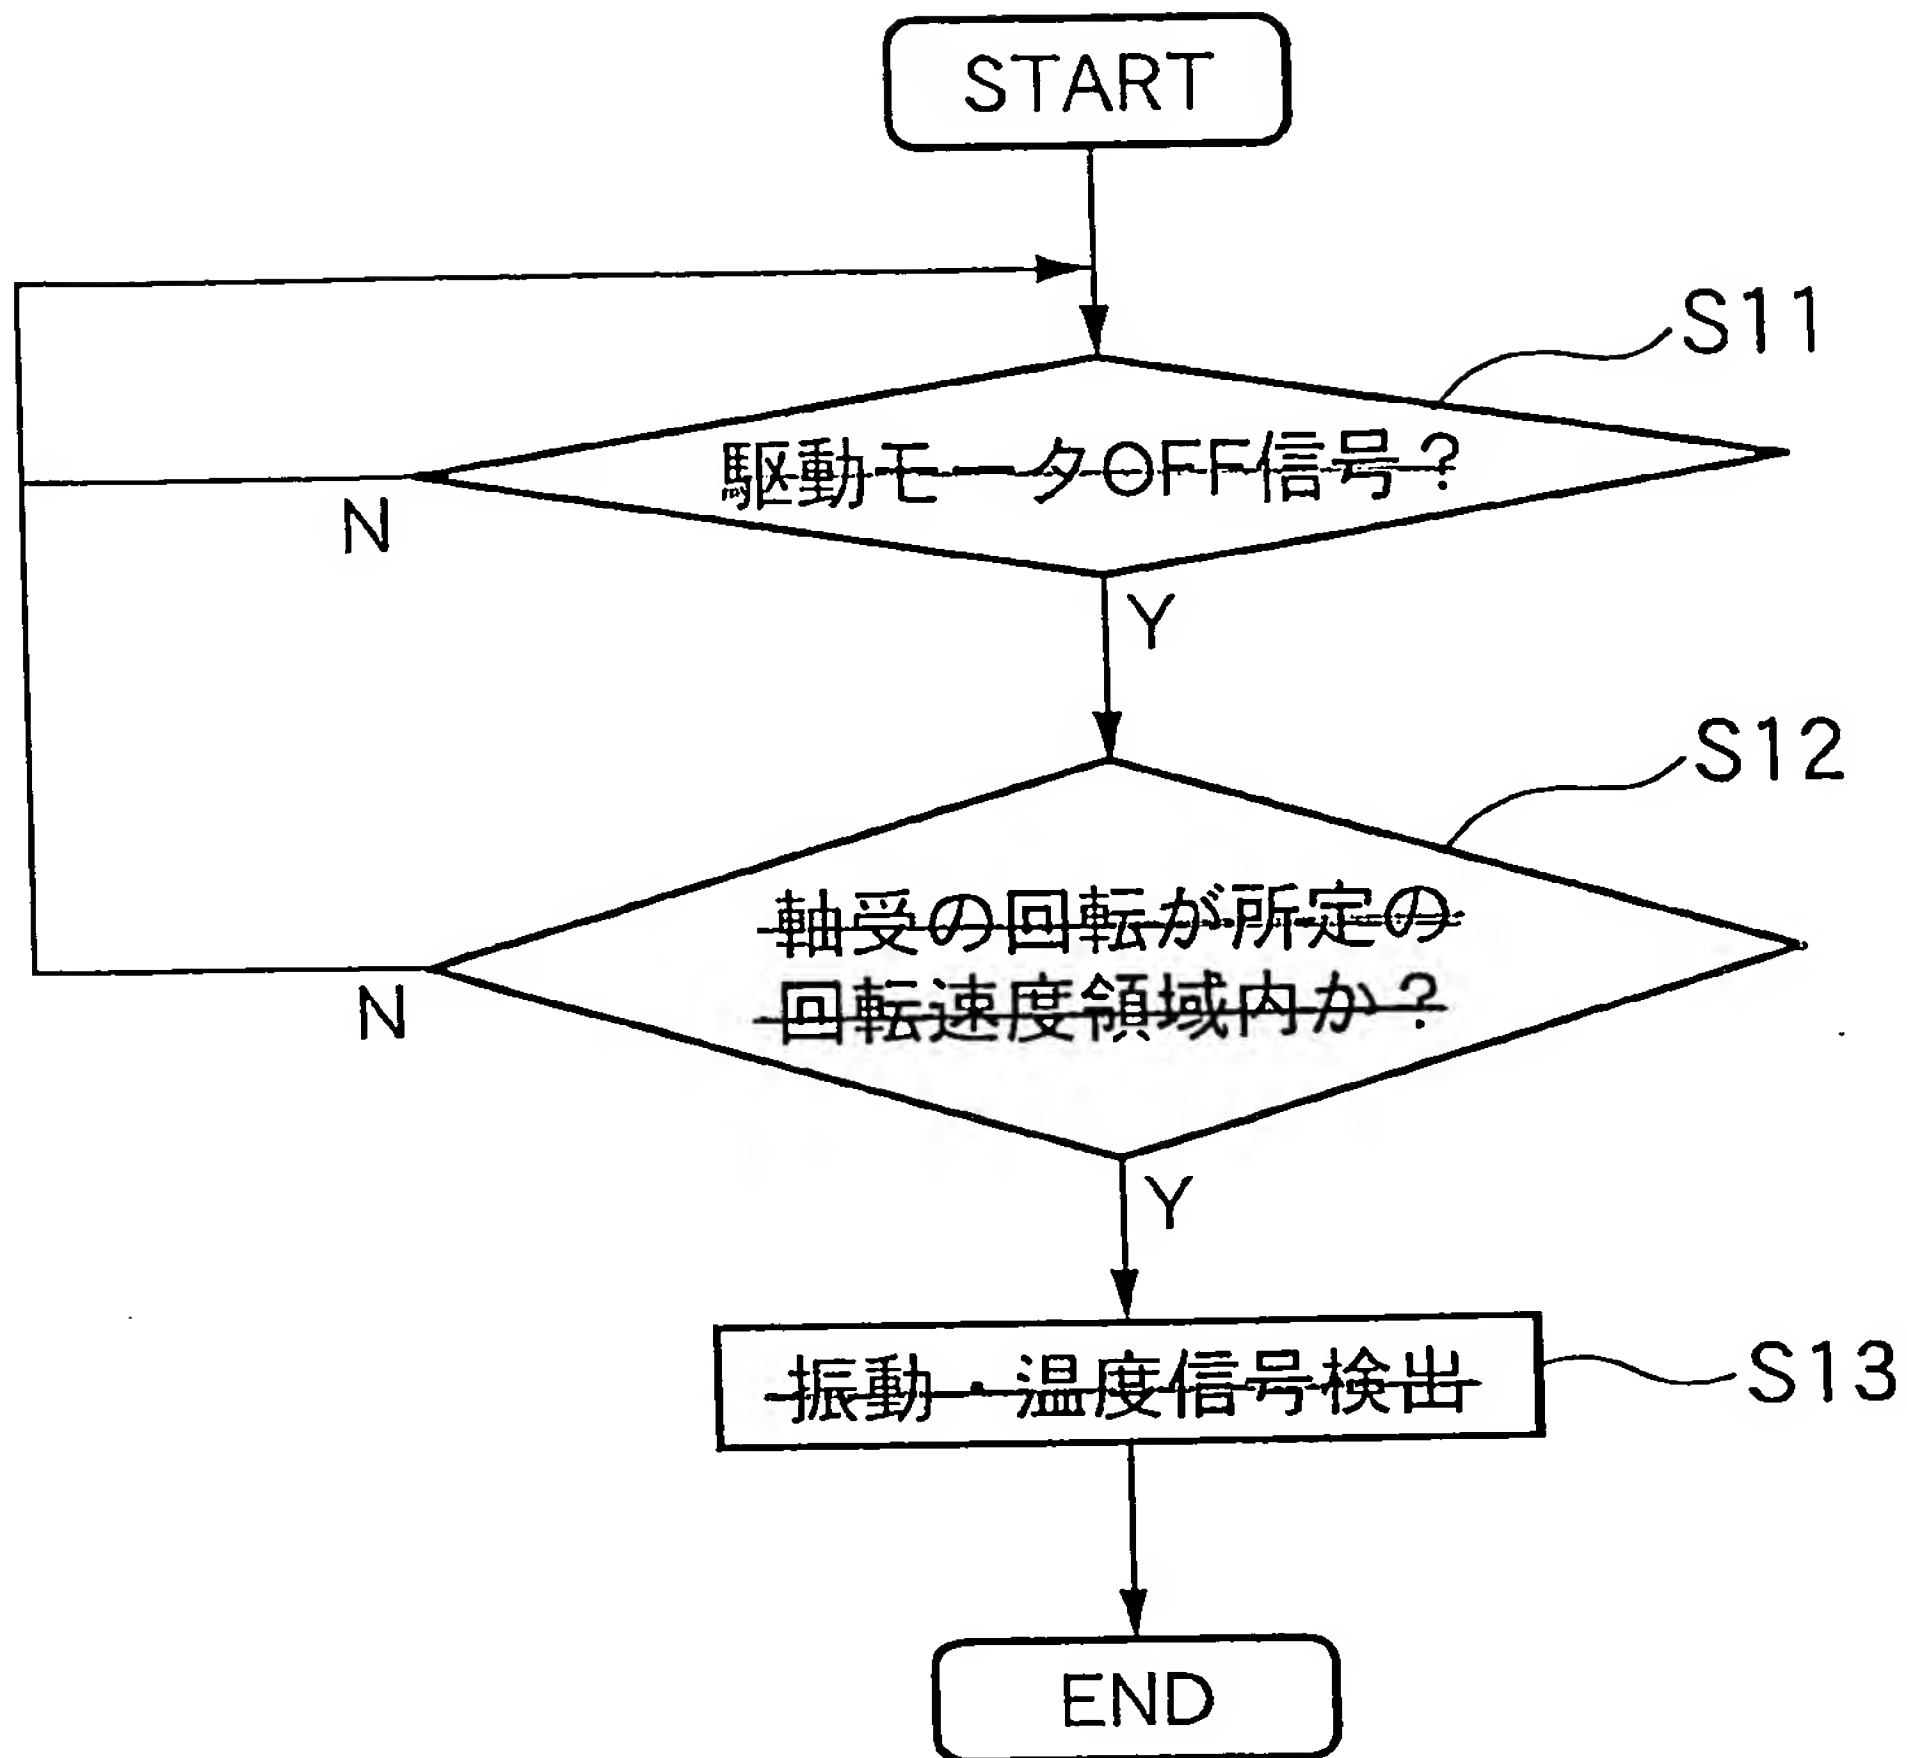 START
S11
駆動モータOFF信号?
N
Y
S12
軸受の回転が所定の
回転速度領域内か?
N
Y
振動・温度信号検出
S13
END